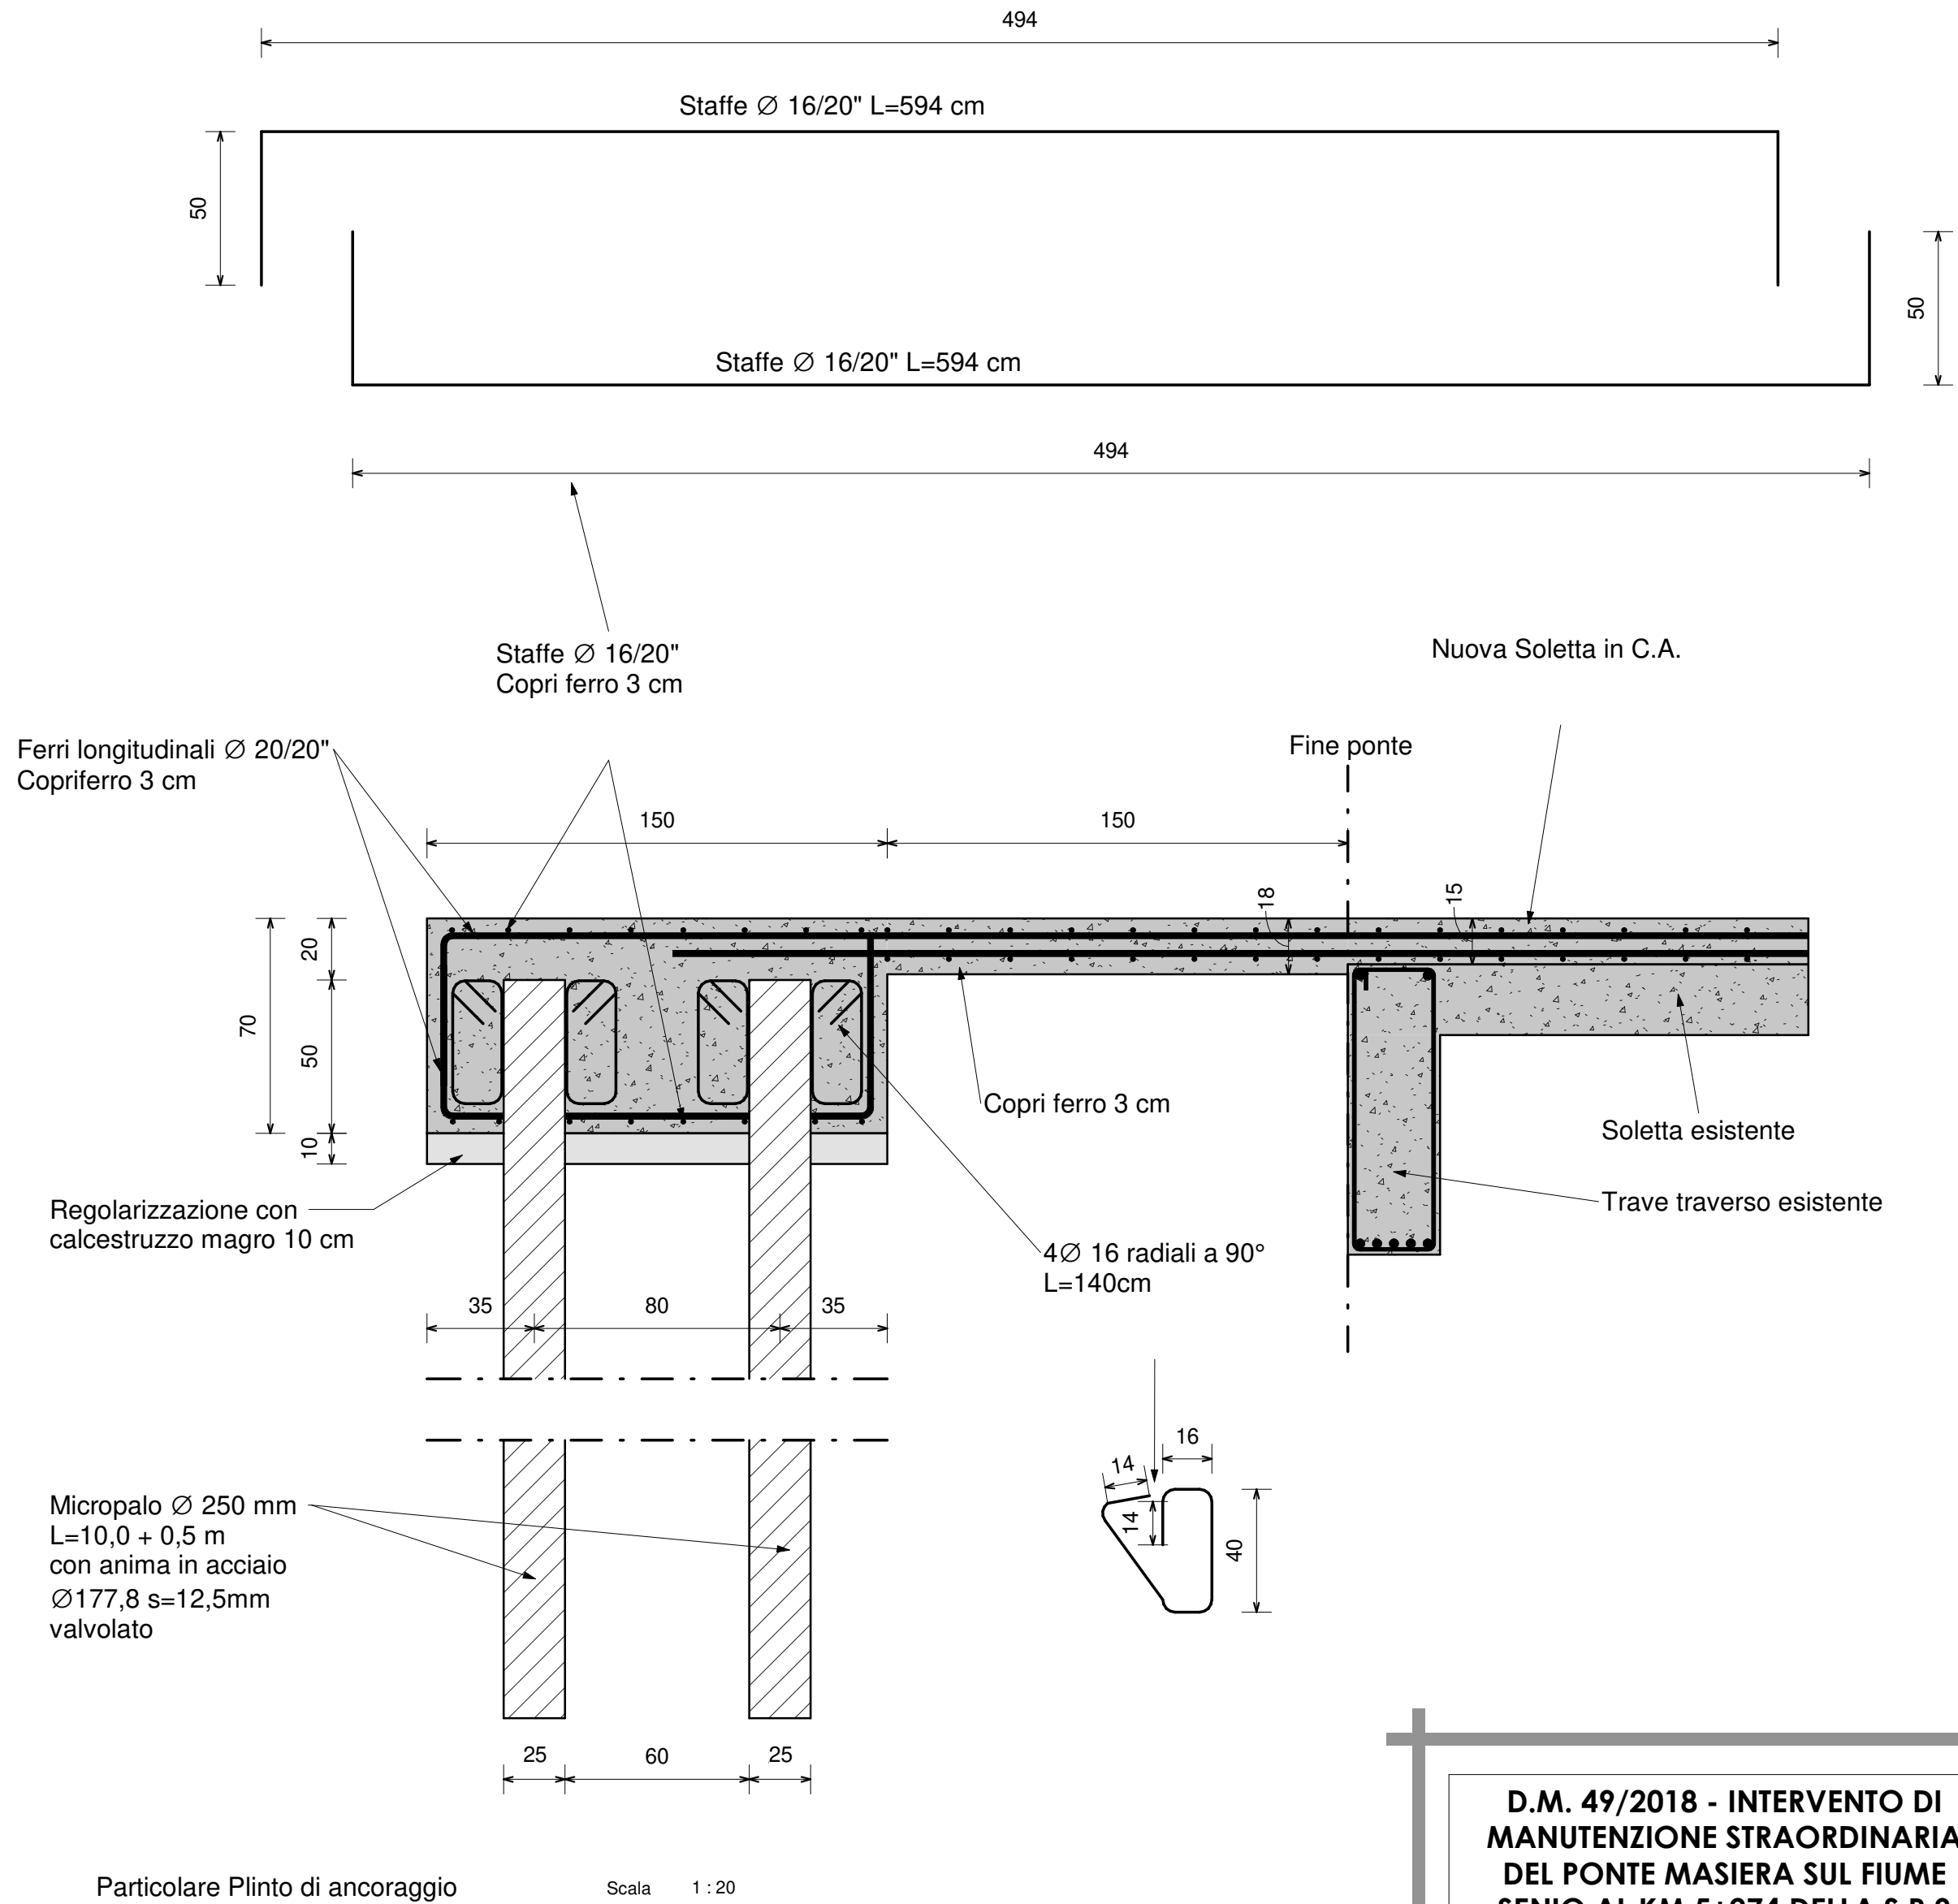 494
Staffe ∅ 16/20" L=594 cm
50
50
Staffe ∅ 16/20" L=594 cm
494
Staffe ∅ 16/20"
Copri ferro 3 cm
Nuova Soletta in C.A.
Ferri longitudinali ∅ 20/20"
Copriferro 3 cm
Fine ponte
150
150
18
15
20
70
50
10
Copri ferro 3 cm
Soletta esistente
Trave traverso esistente
Regolarizzazione con
calcestruzzo magro 10 cm
4∅ 16 radiali a 90°
L=140cm
35
80
35
16
14
14
40
Micropalo ∅ 250 mm
L=10,0 + 0,5 m
con anima in acciaio
∅177,8 s=12,5mm
valvolato
25
60
25
D.M. 49/2018 - INTERVENTO DI
MANUTENZIONE STRAORDINARIA
DEL PONTE MASIERA SUL FIUME
Particolare Plinto di ancoraggio
Scala 1 : 20